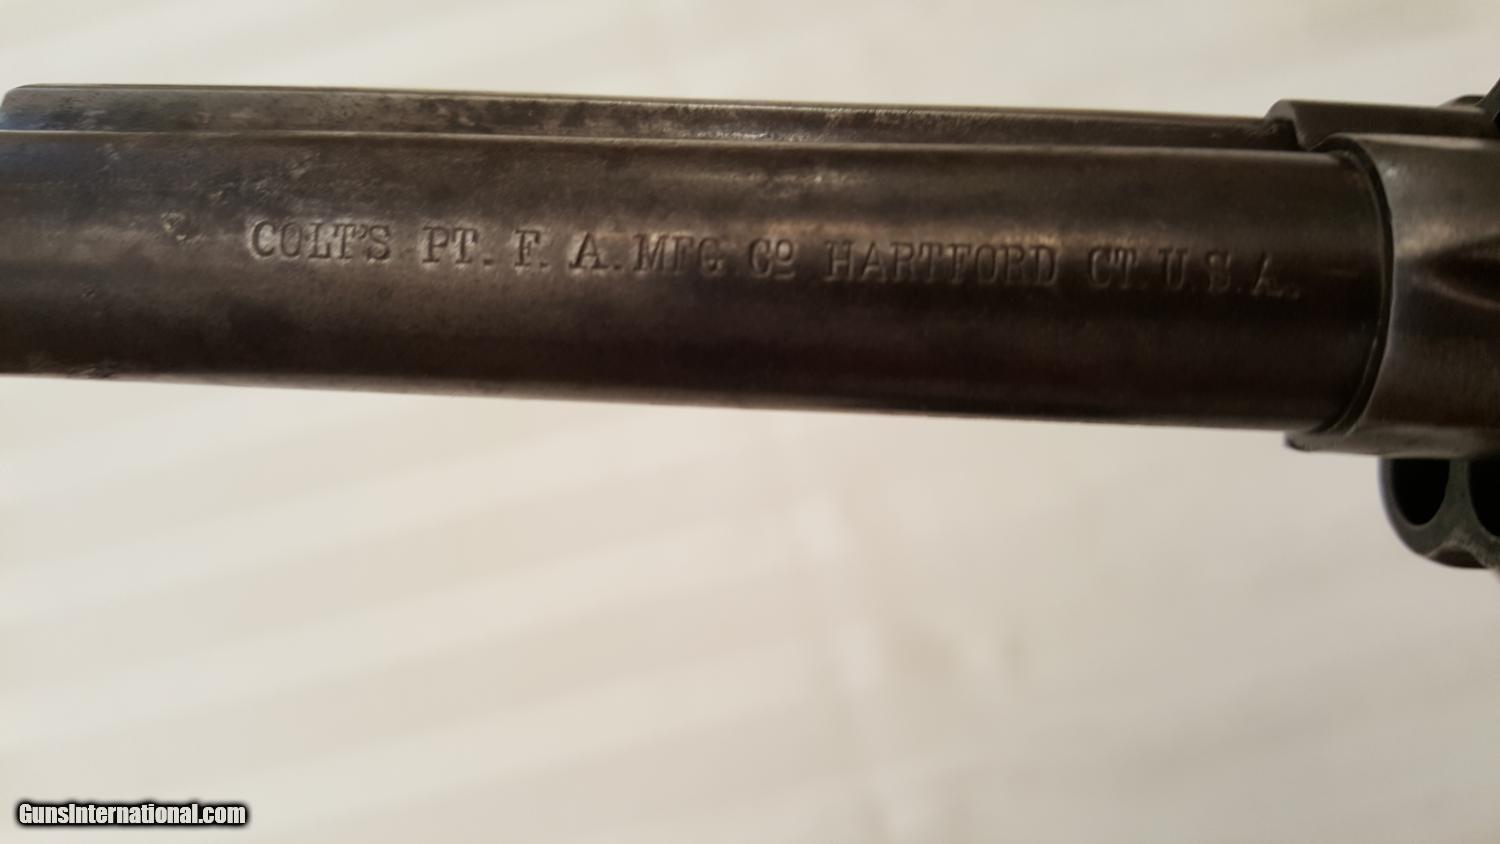 COLT'S PT. F. A. MFG. Cº HARTFORD CT. U.S.A.
GunsInternational.com